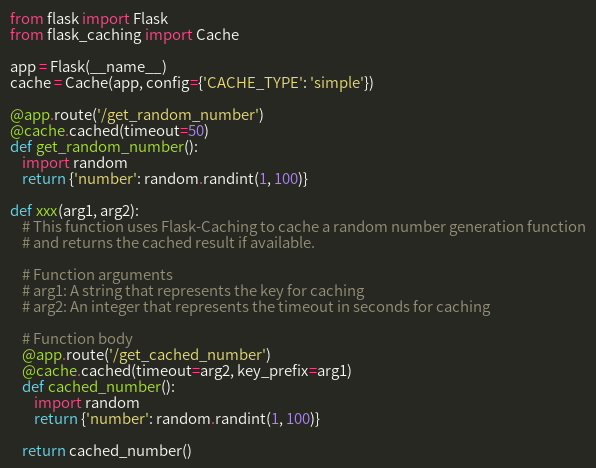 from flask import Flask
from flask_caching import Cache

app = Flask(__name__)
cache = Cache(app, config={'CACHE_TYPE': 'simple'})

@app.route('/get_random_number')
@cache.cached(timeout=50)
def get_random_number():
    import random
    return {'number': random.randint(1, 100)}

def xxx(arg1, arg2):
    # This function uses Flask-Caching to cache a random number generation function
    # and returns the cached result if available.

    # Function arguments
    # arg1: A string that represents the key for caching
    # arg2: An integer that represents the timeout in seconds for caching

    # Function body
    @app.route('/get_cached_number')
    @cache.cached(timeout=arg2, key_prefix=arg1)
    def cached_number():
        import random
        return {'number': random.randint(1, 100)}

    return cached_number()